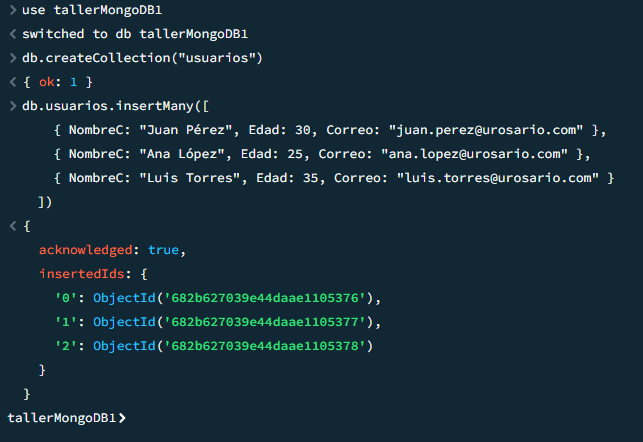 > use tallerMongoDB1
< switched to db tallerMongoDB1
> db.createCollection("usuarios")
< { ok: 1 }
> db.usuarios.insertMany([
    { NombreC: "Juan Pérez", Edad: 30, Correo: "juan.perez@urosario.com" },
    { NombreC: "Ana López", Edad: 25, Correo: "ana.lopez@urosario.com" },
    { NombreC: "Luis Torres", Edad: 35, Correo: "luis.torres@urosario.com" }
  ])
< {
    acknowledged: true,
    insertedIds: {
      '0': ObjectId('682b627039e44daae1105376'),
      '1': ObjectId('682b627039e44daae1105377'),
      '2': ObjectId('682b627039e44daae1105378')
    }
  }
tallerMongoDB1>